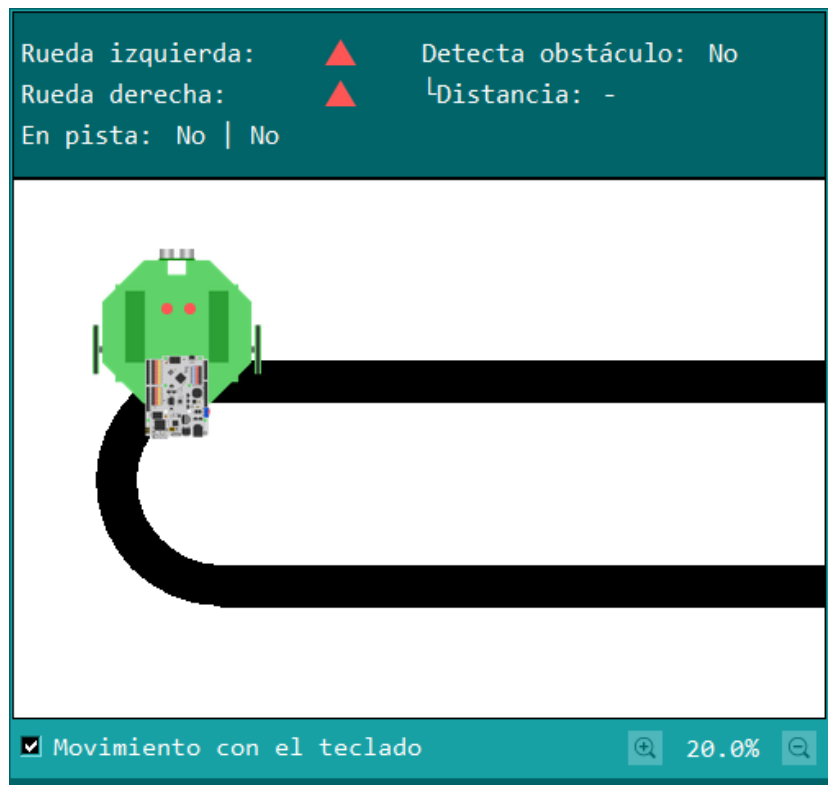 Rueda izquierda:
Detecta obstáculo: No
Rueda derecha:
└Distancia: -
En pista: No | No
Movimiento con el teclado
20.0%